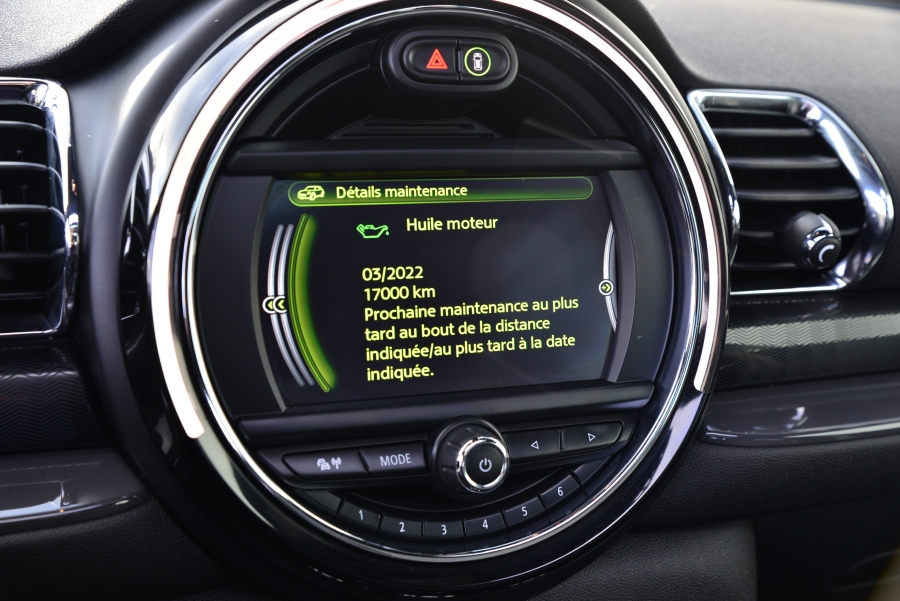 Détails maintenance
Huile moteur
03/2022
17000 km
Prochaine maintenance au plus
tard au bout de la distance
indiquée/au plus tard à la date
indiquée.
MODE
1 2 3 4 5 6